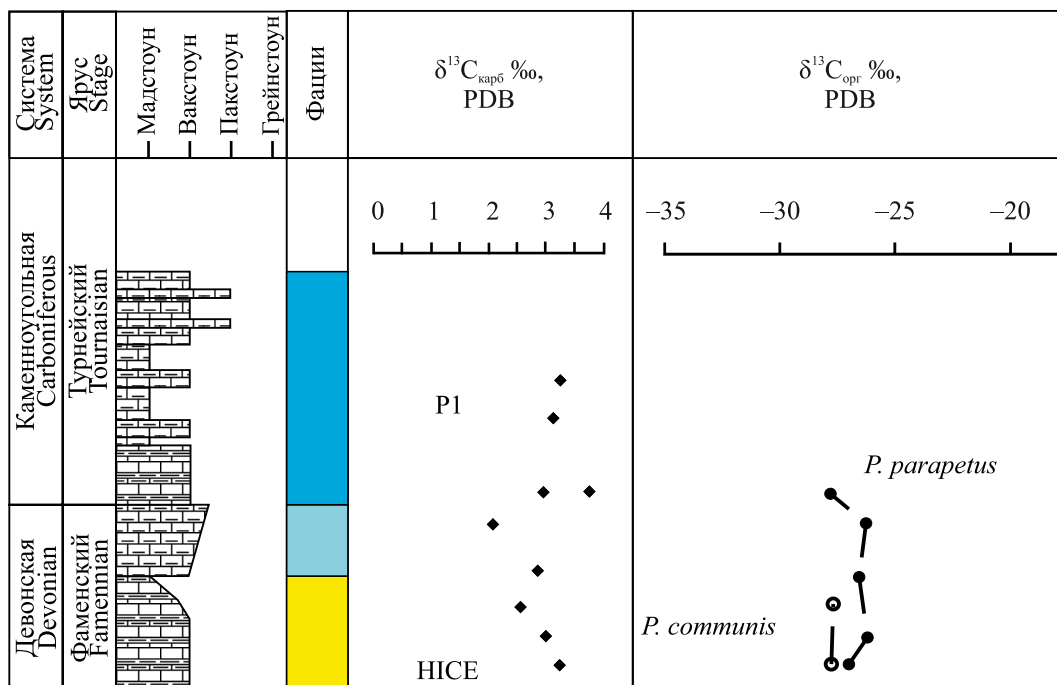 Система
System
Ярус
Stage
Мадстоун
Вакстоун
Пакстоун
Грейнстоун
Фации
δ¹³Cкарб ‰,
PDB
δ¹³Cорг ‰,
PDB
0 1 2 3 4
–35 –30 –25 –20
Каменноугольная
Carboniferous
Турнейский
Tournaisian
P1
P. parapetus
Девонская
Devonian
Фаменский
Famennian
P. communis
HICE